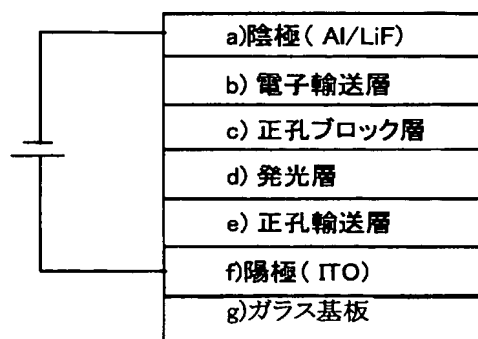 a)陰極( Al/LiF)
b) 電子輸送層
c) 正孔ブロック層
d) 発光層
e) 正孔輸送層
f)陽極( ITO)
g)ガラス基板